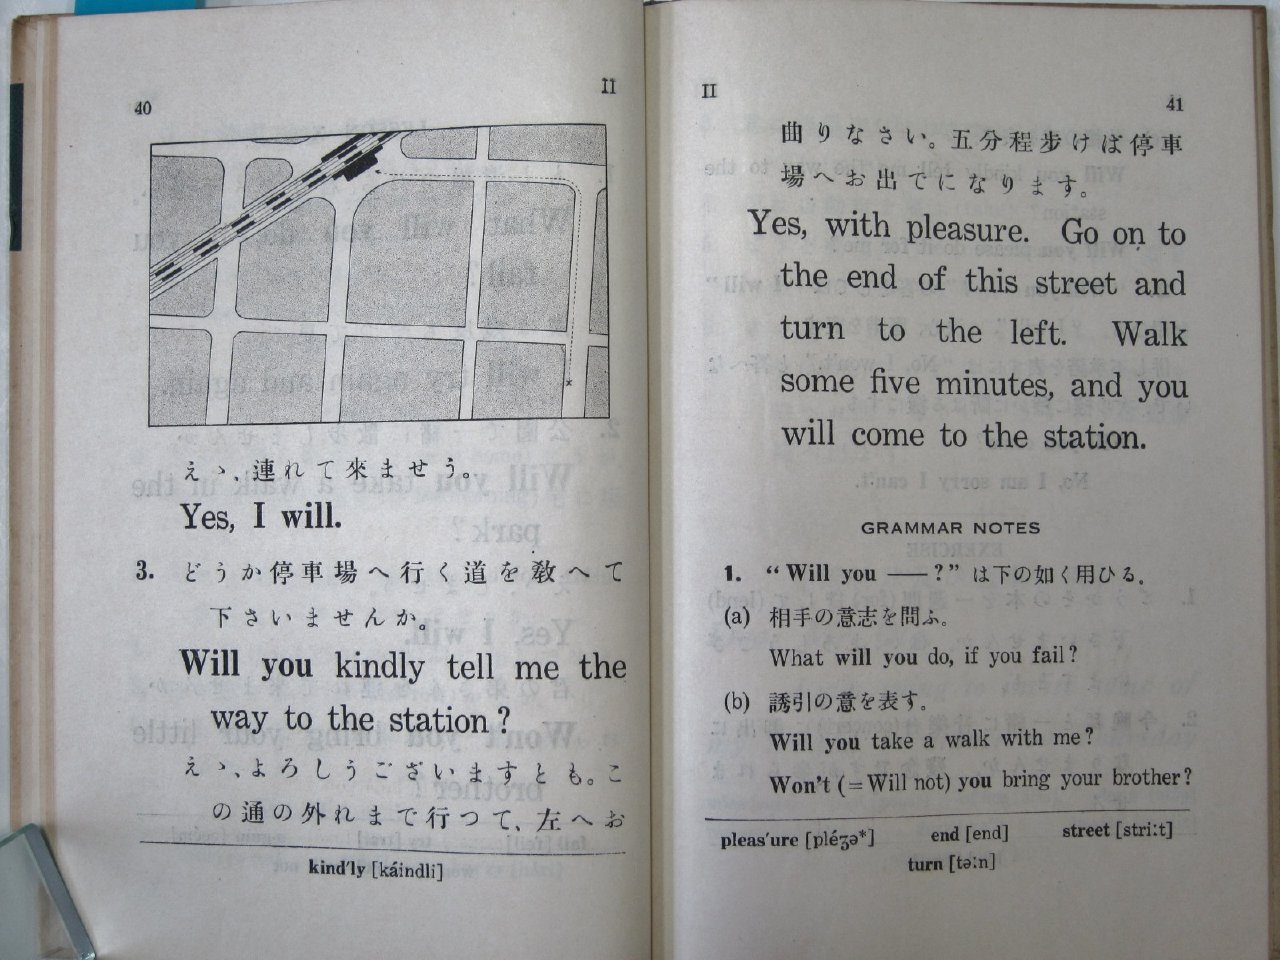 40
II
えゝ、連れて來ませう。
Yes, I will.
3. どうか停車場へ行く道を敎へて
下さいませんか。
Will you kindly tell me the
way to the station?
えゝ、よろしうございますとも。こ
の通の外れまで行つて、左へお
kind'ly [káindli]
II
41
曲りなさい。五分程歩けば停車
場へお出でになります。
Yes, with pleasure. Go on to
the end of this street and
turn to the left. Walk
some five minutes, and you
will come to the station.
GRAMMAR NOTES
1. “Will you ——?” は下の如く用ひる。
(a) 相手の意志を問ふ。
What will you do, if you fail?
(b) 誘引の意を表す。
Will you take a walk with me?
Won't (=Will not) you bring your brother?
pleas'ure [pléʒə*] end [end] street [striːt]
turn [təːn]